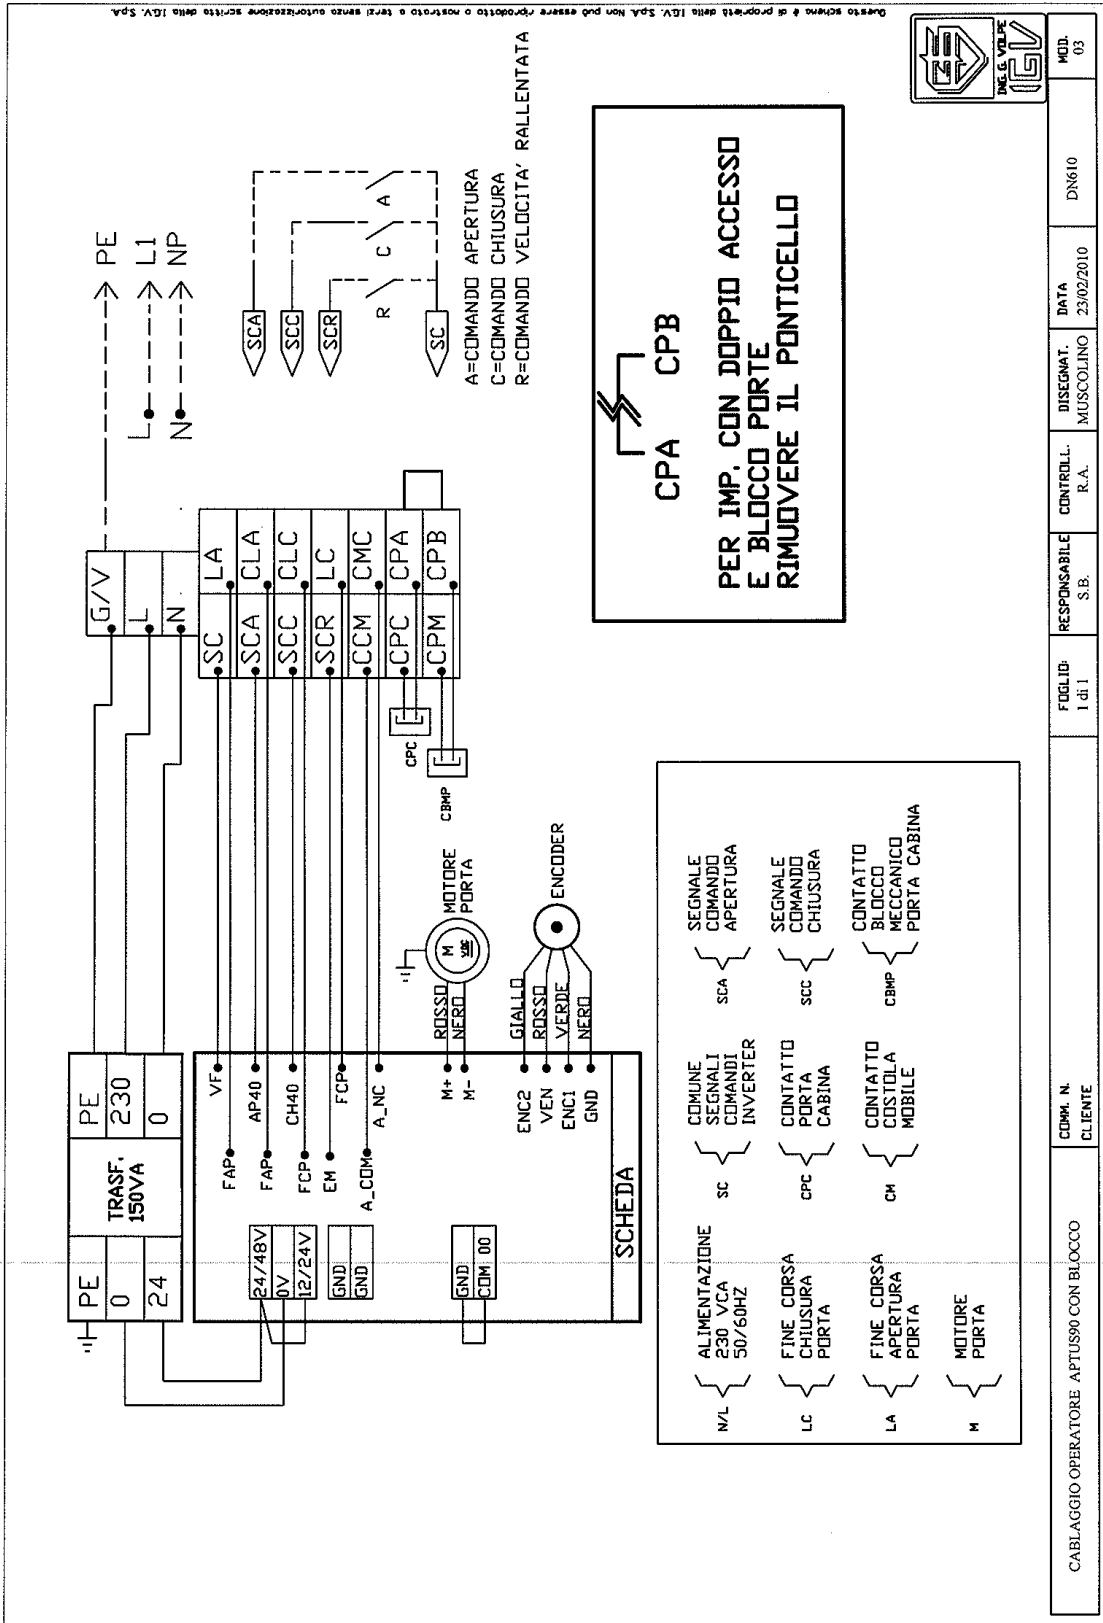 Questo schema è di proprietà della I.G.V. S.p.A. Non può essere riprodotto o mostrato a terzi senza autorizzazione scritta della I.G.V. S.p.A.
PE
0
24
TRASF.
150VA
PE
230
0
G/V
L
N
PE
L
L1
N
NP
SC
LA
SCA
CLA
SCC
CLC
SCR
LC
CCM
CMC
CPC
CPA
CPM
CPB
VF
FAP
AP40
FAP
CH40
FCP
FCP
EM
A_COM
A_NC
24/48V
0V
12/24V
GND
GND
GND
COM 00
M+
M-
ENC2
VEN
ENC1
GND
SCHEDA
ROSSO
NERO
M
VDC
MOTORE
PORTA
GIALLO
ROSSO
VERDE
NERO
ENCODER
CPC
CBMP
SCA
SCC
SCR
SC
R
C
A
A=COMANDO APERTURA
C=COMANDO CHIUSURA
R=COMANDO VELOCITA' RALLENTATA
CPA CPB
PER IMP. CON DOPPIO ACCESSO
E BLOCCO PORTE
RIMUOVERE IL PONTICELLO
N/L
ALIMENTAZIONE
230 VCA
50/60HZ
LC
FINE CORSA
CHIUSURA
PORTA
LA
FINE CORSA
APERTURA
PORTA
M
MOTORE
PORTA
SC
COMUNE
SEGNALI
COMANDI
INVERTER
CPC
CONTATTO
PORTA
CABINA
CM
CONTATTO
COSTOLA
MOBILE
SCA
SEGNALE
COMANDO
APERTURA
SCC
SEGNALE
COMANDO
CHIUSURA
CBMP
CONTATTO
BLOCCO
MECCANICO
PORTA CABINA
ING. G. VOLPE
IGV
CABLAGGIO OPERATORE APTUS90 CON BLOCCO
COMM. N.
CLIENTE
FOGLIO:
1 di 1
RESPONSABILE
S.B.
CONTROLL.
R.A.
DISEGNAT.
MUSCOLINO
DATA
23/02/2010
DN610
MOD.
03